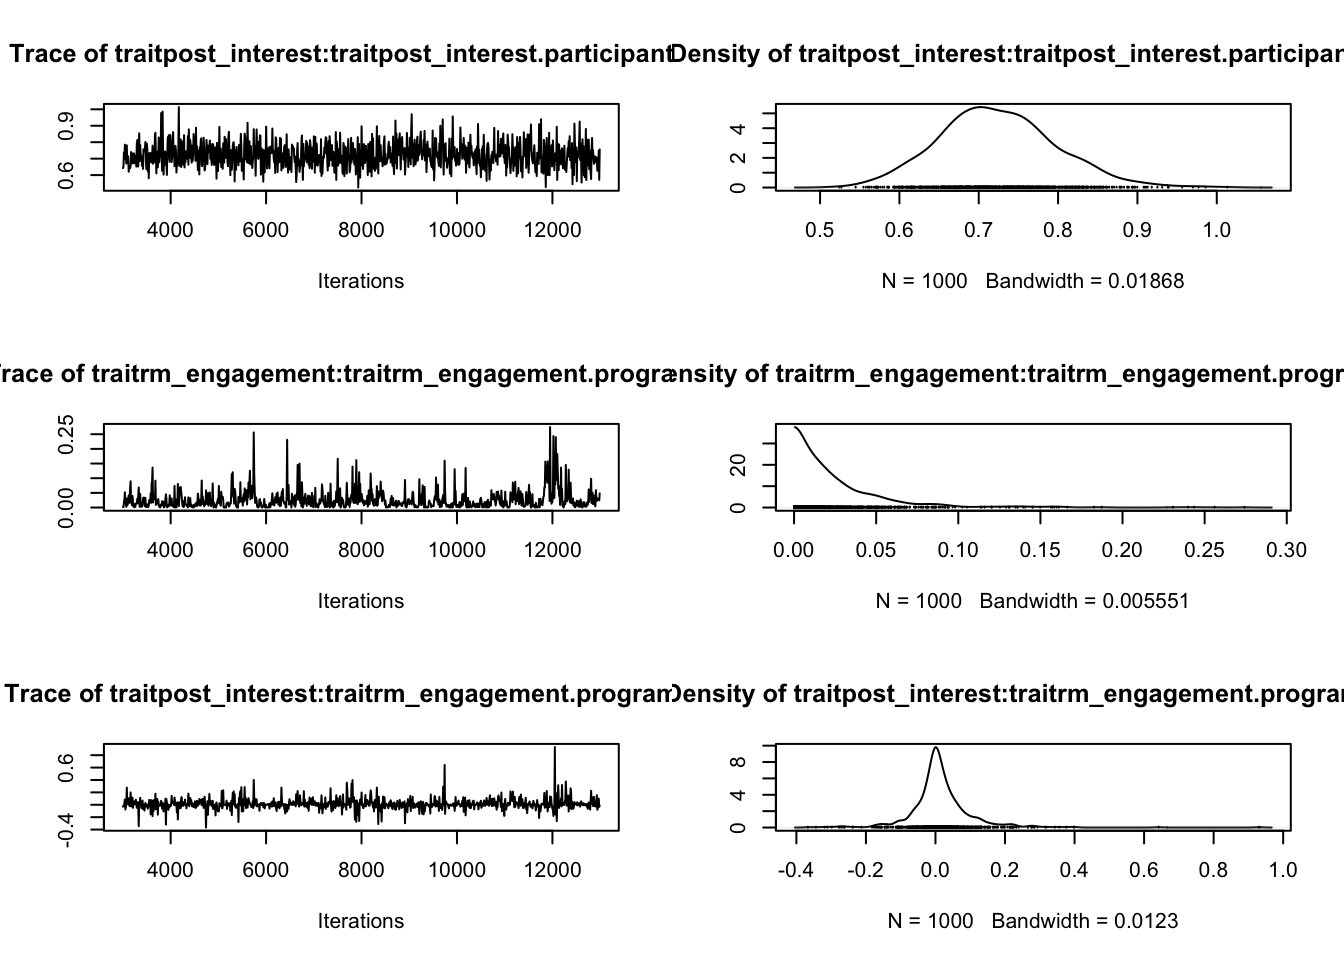 Trace of traitpost_interest:traitpost_interest.participant
Density of traitpost_interest:traitpost_interest.participan
0.9
0.6
4000 6000 8000 10000 12000
Iterations
4
2
0
0.5 0.6 0.7 0.8 0.9 1.0
N = 1000 Bandwidth = 0.01868
Trace of traitrm_engagement:traitrm_engagement.progra
nsity of traitrm_engagement:traitrm_engagement.progr
0.25
0.00
4000 6000 8000 10000 12000
Iterations
20
0
0.00 0.05 0.10 0.15 0.20 0.25 0.30
N = 1000 Bandwidth = 0.005551
Trace of traitpost_interest:traitrm_engagement.program
Density of traitpost_interest:traitrm_engagement.program
0.6
-0.4
4000 6000 8000 10000 12000
Iterations
8
4
0
-0.4 -0.2 0.0 0.2 0.4 0.6 0.8 1.0
N = 1000 Bandwidth = 0.0123